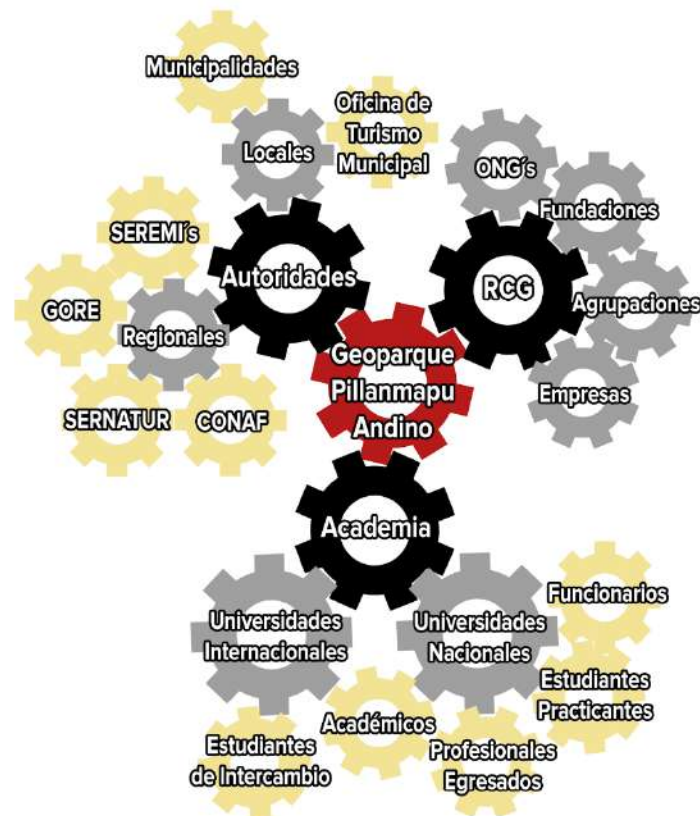 Municipalidades
Oficina de
Turismo
Municipal
Locales
ONG´s
Fundaciones
SEREMI´s
Autoridades
RCG
GORE
Agrupaciones
Regionales
Geoparque
Pillanmapu
Andino
Empresas
SERNATUR
CONAF
Academia
Funcionarios
Universidades
Internacionales
Universidades
Nacionales
Estudiantes
Practicantes
Académicos
Estudiantes
de Intercambio
Profesionales
Egresados